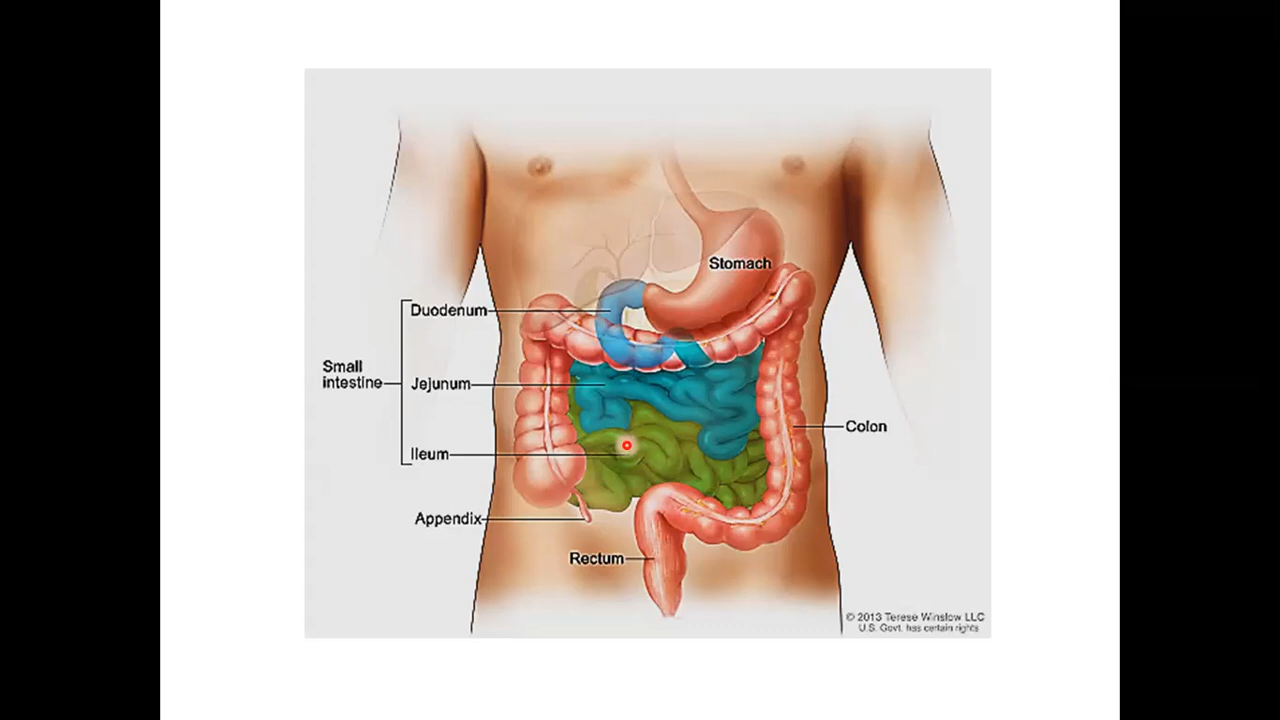 Stomach
Duodenum
Small
intestine
Jejunum
Colon
Ileum
Appendix
Rectum
© 2013 Terese Winslow LLC
U.S. Govt. has certain rights